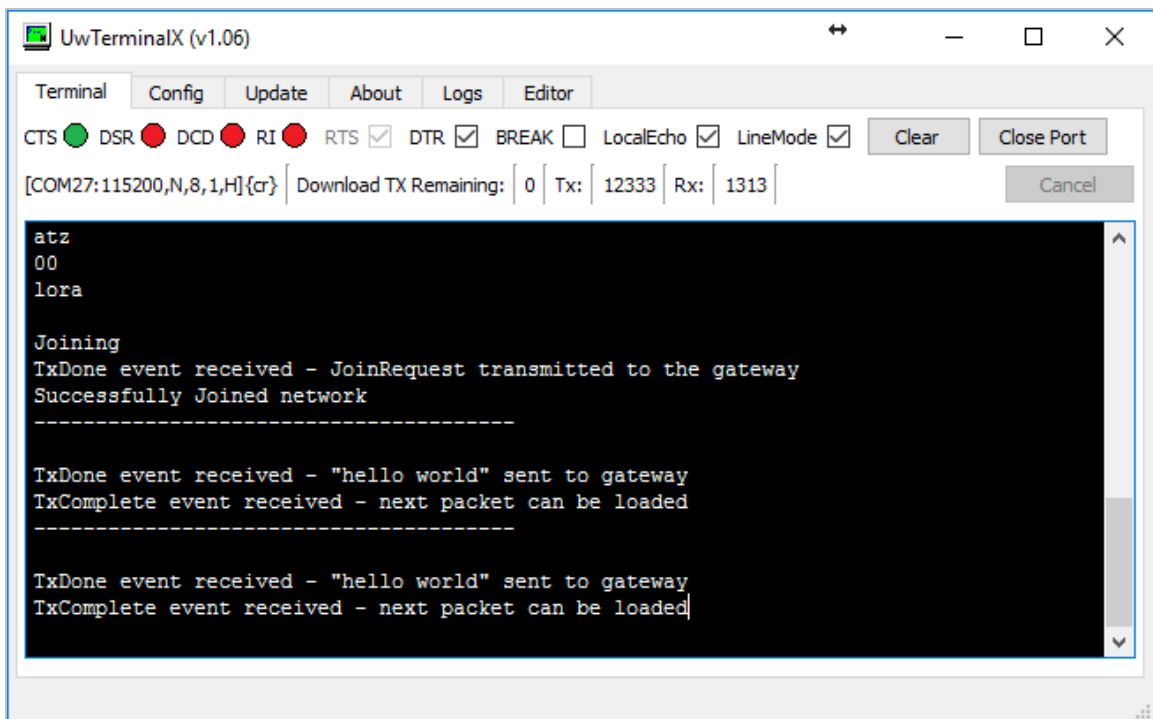 UwTerminalX (v1.06)
Terminal Config Update About Logs Editor
CTS DSR DCD RI RTS DTR BREAK LocalEcho LineMode Clear Close Port
[COM27:115200,N,8,1,H]{cr} Download TX Remaining: 0 Tx: 12333 Rx: 1313 Cancel
atz
00
lora
Joining
TxDone event received - JoinRequest transmitted to the gateway
Successfully Joined network
---------------------------------------
TxDone event received - "hello world" sent to gateway
TxComplete event received - next packet can be loaded
---------------------------------------
TxDone event received - "hello world" sent to gateway
TxComplete event received - next packet can be loaded